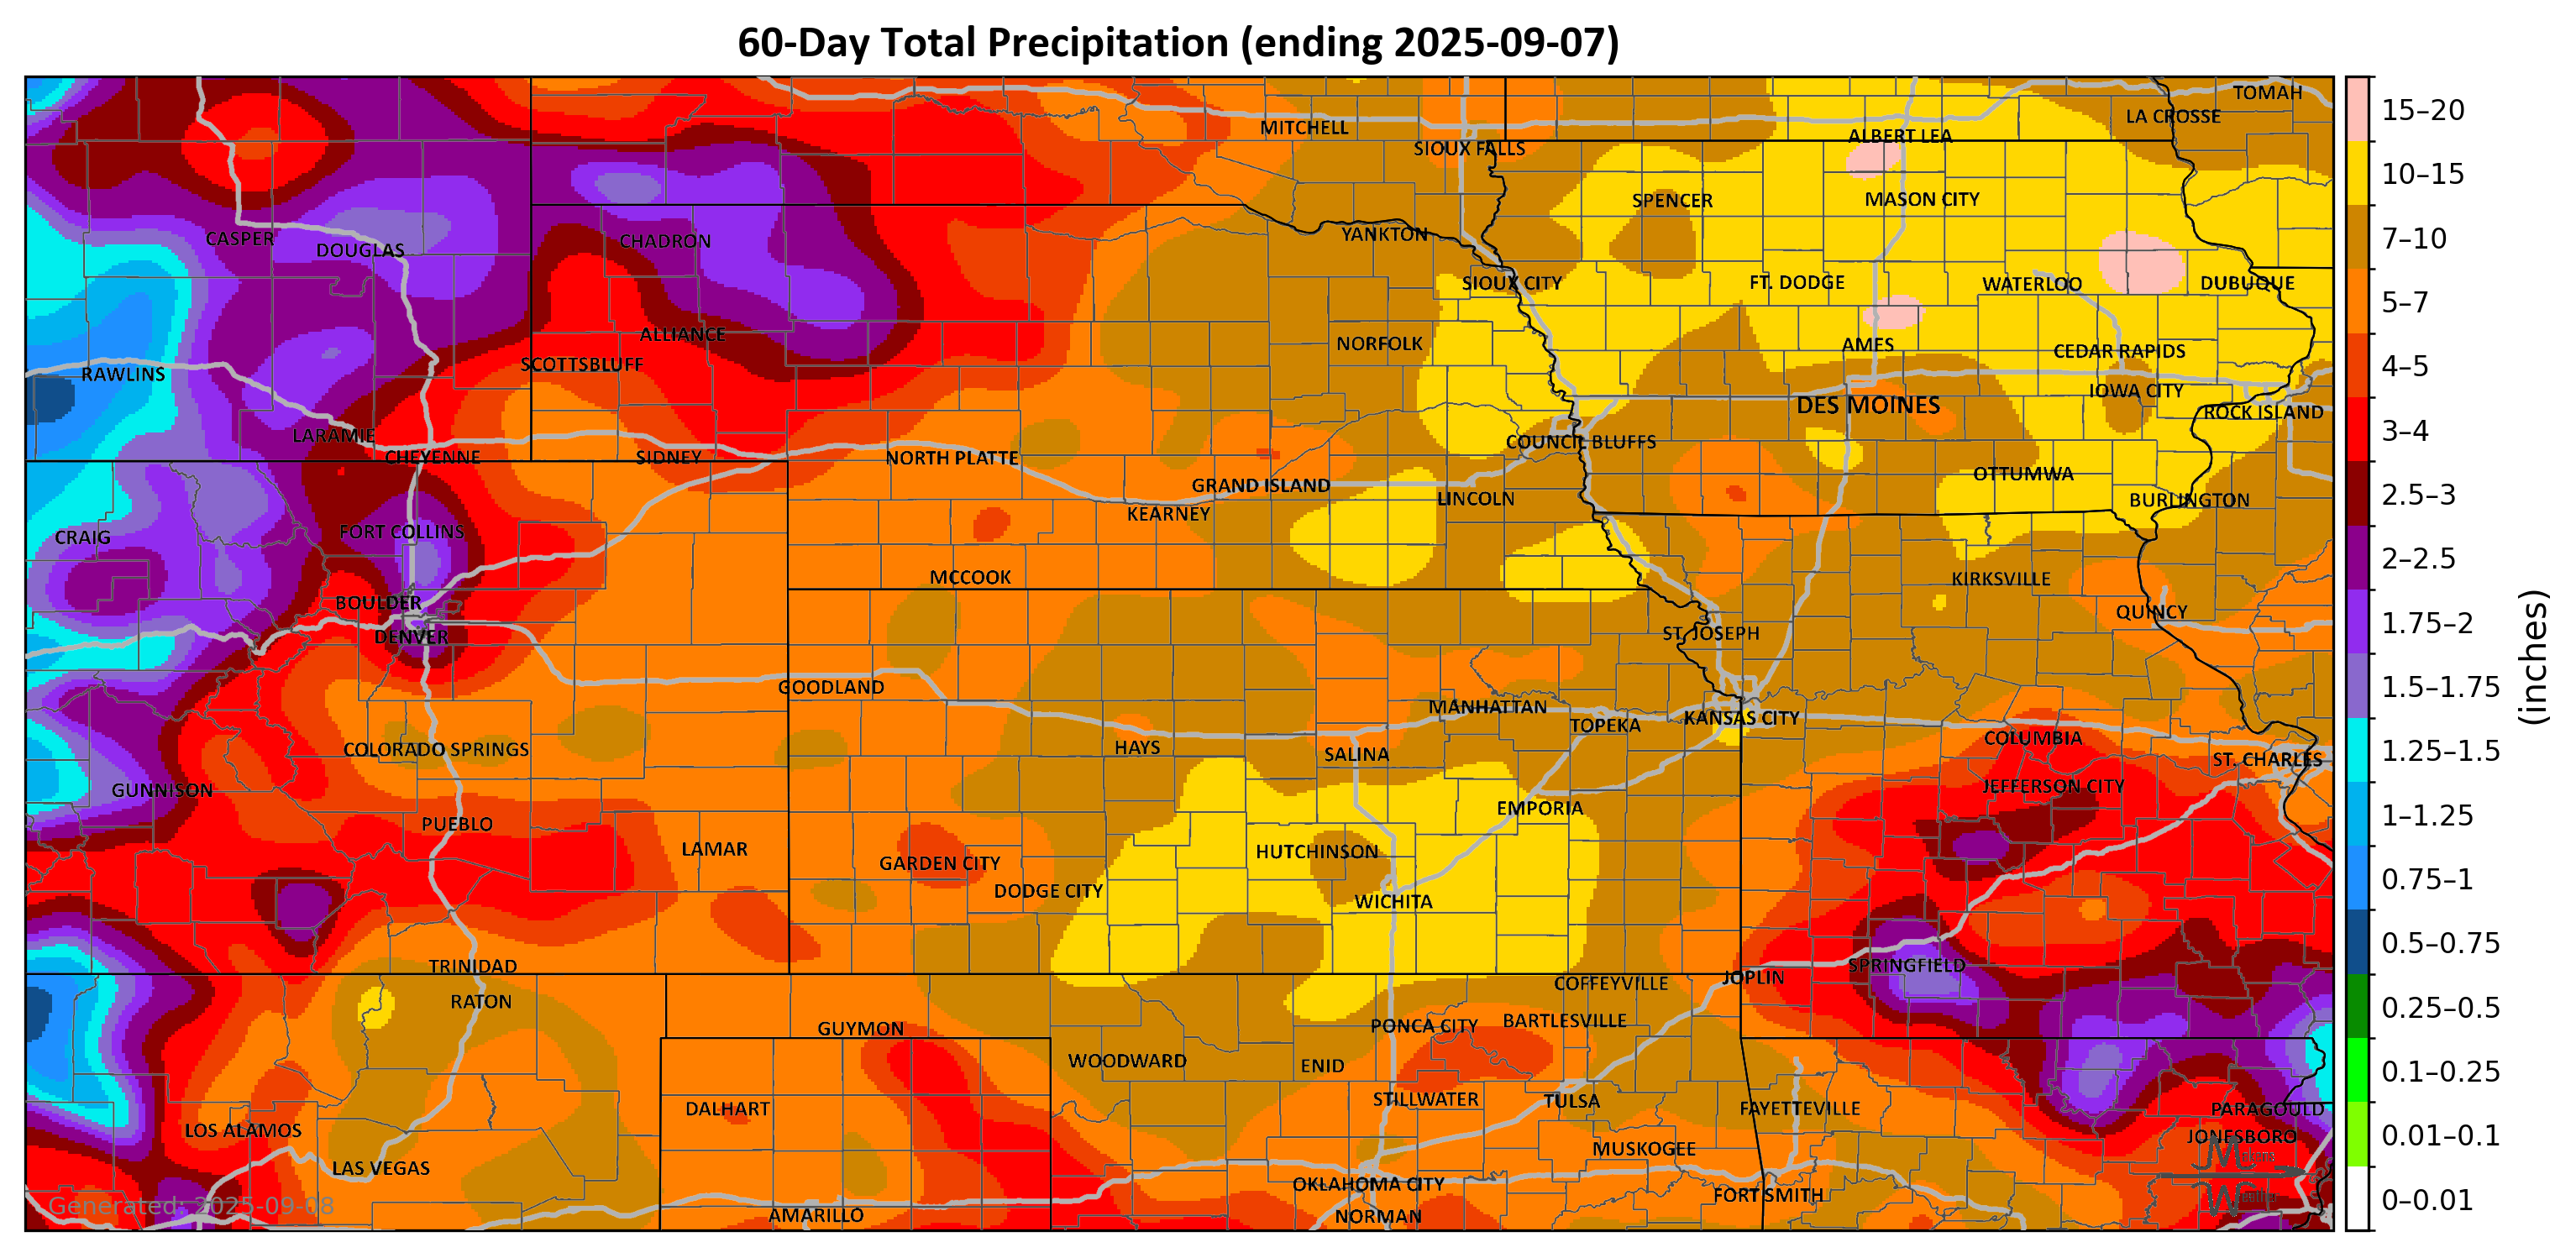 60-Day Total Precipitation (ending 2025-09-07)
TOMAH
LA CROSSE
MITCHELL
ALBERT LEA
SIOUX FALLS
SPENCER
MASON CITY
YANKTON
CASPER
CHADRON
DOUGLAS
SIOUX CITY
FT. DODGE
WATERLOO
DUBUQUE
ALLIANCE
NORFOLK
AMES
CEDAR RAPIDS
SCOTTSBLUFF
RAWLINS
IOWA CITY
DES MOINES
ROCK ISLAND
LARAMIE
COUNCIL BLUFFS
CHEYENNE
SIDNEY
NORTH PLATTE
OTTUMWA
GRAND ISLAND
LINCOLN
BURLINGTON
KEARNEY
FORT COLLINS
CRAIG
MCCOOK
KIRKSVILLE
BOULDER
QUINCY
DENVER
ST. JOSEPH
GOODLAND
MANHATTAN
KANSAS CITY
TOPEKA
COLUMBIA
COLORADO SPRINGS
HAYS
SALINA
ST. CHARLES
JEFFERSON CITY
GUNNISON
EMPORIA
PUEBLO
LAMAR
HUTCHINSON
GARDEN CITY
DODGE CITY
WICHITA
TRINIDAD
SPRINGFIELD
JOPLIN
COFFEYVILLE
RATON
BARTLESVILLE
PONCA CITY
GUYMON
WOODWARD
ENID
STILLWATER
TULSA
DALHART
FAYETTEVILLE
PARAGOULD
LOS ALAMOS
JONESBORO
MUSKOGEE
LAS VEGAS
OKLAHOMA CITY
FORT SMITH
AMARILLO
NORMAN
Generated: 2025-09-08
15–20
10–15
7–10
5–7
4–5
3–4
2.5–3
2–2.5
1.75–2
1.5–1.75
1.25–1.5
1–1.25
0.75–1
0.5–0.75
0.25–0.5
0.1–0.25
0.01–0.1
0–0.01
(inches)